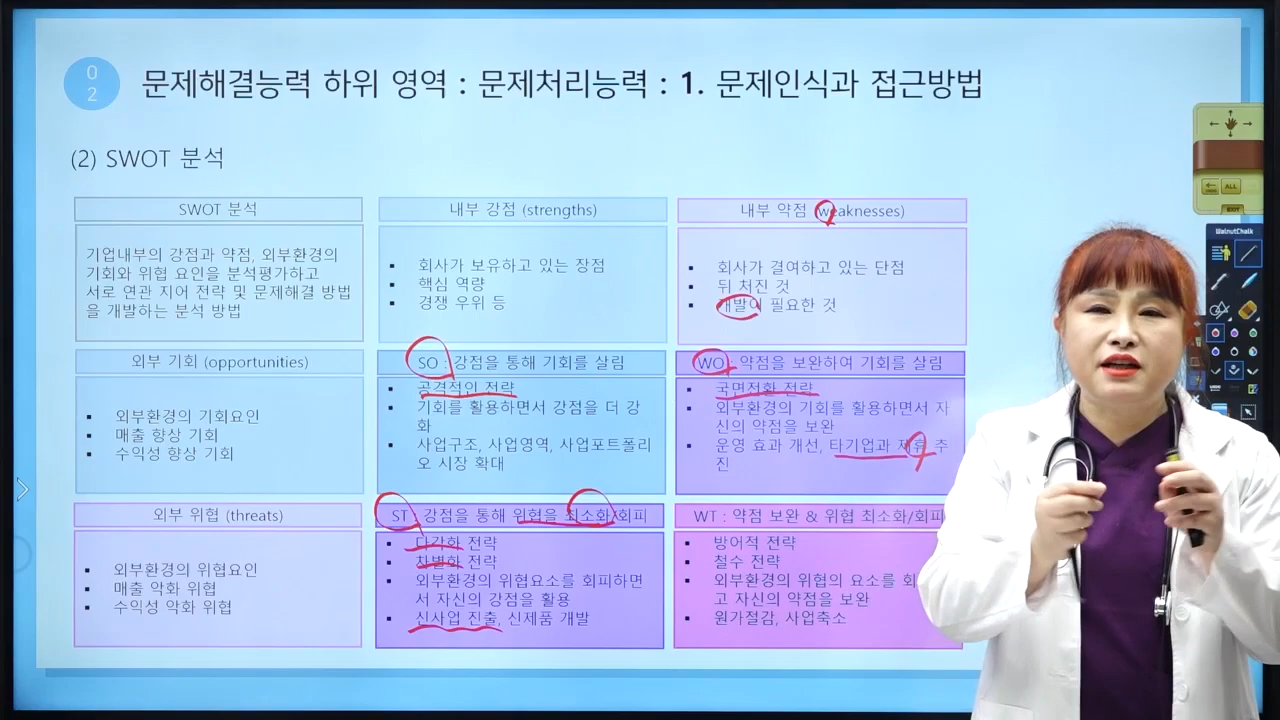 0
2
문제해결능력 하위 영역 : 문제처리능력 : 1. 문제인식과 접근방법
(2) SWOT 분석
SWOT 분석
기업내부의 강점과 약점, 외부환경의
기회와 위협 요인을 분석평가하고
서로 연관 지어 전략 및 문제해결 방법
을 개발하는 분석 방법
내부 강점 (strengths)
▪ 회사가 보유하고 있는 장점
▪ 핵심 역량
▪ 경쟁 우위 등
내부 약점 (weaknesses)
▪ 회사가 결여하고 있는 단점
▪ 뒤 처진 것
▪ 개발이 필요한 것
외부 기회 (opportunities)
▪ 외부환경의 기회요인
▪ 매출 향상 기회
▪ 수익성 향상 기회
SO : 강점을 통해 기회를 살림
▪ 공격적인 전략
▪ 기회를 활용하면서 강점을 더 강
화
▪ 사업구조, 사업영역, 사업포트폴리
오 시장 확대
WO : 약점을 보완하여 기회를 살림
▪ 국면전환 전략
▪ 외부환경의 기회를 활용하면서 자
신의 약점을 보완
▪ 운영 효과 개선, 타기업과 제휴 추
진
외부 위협 (threats)
▪ 외부환경의 위협요인
▪ 매출 악화 위협
▪ 수익성 악화 위협
ST : 강점을 통해 위협을 최소화/회피
▪ 다각화 전략
▪ 차별화 전략
▪ 외부환경의 위협요소를 회피하면
서 자신의 강점을 활용
▪ 신사업 진출, 신제품 개발
WT : 약점 보완 & 위협 최소화/회피
▪ 방어적 전략
▪ 철수 전략
▪ 외부환경의 위협의 요소를 회
고 자신의 약점을 보완
▪ 원가절감, 사업축소
ALL
EXIT
WalnutChalk